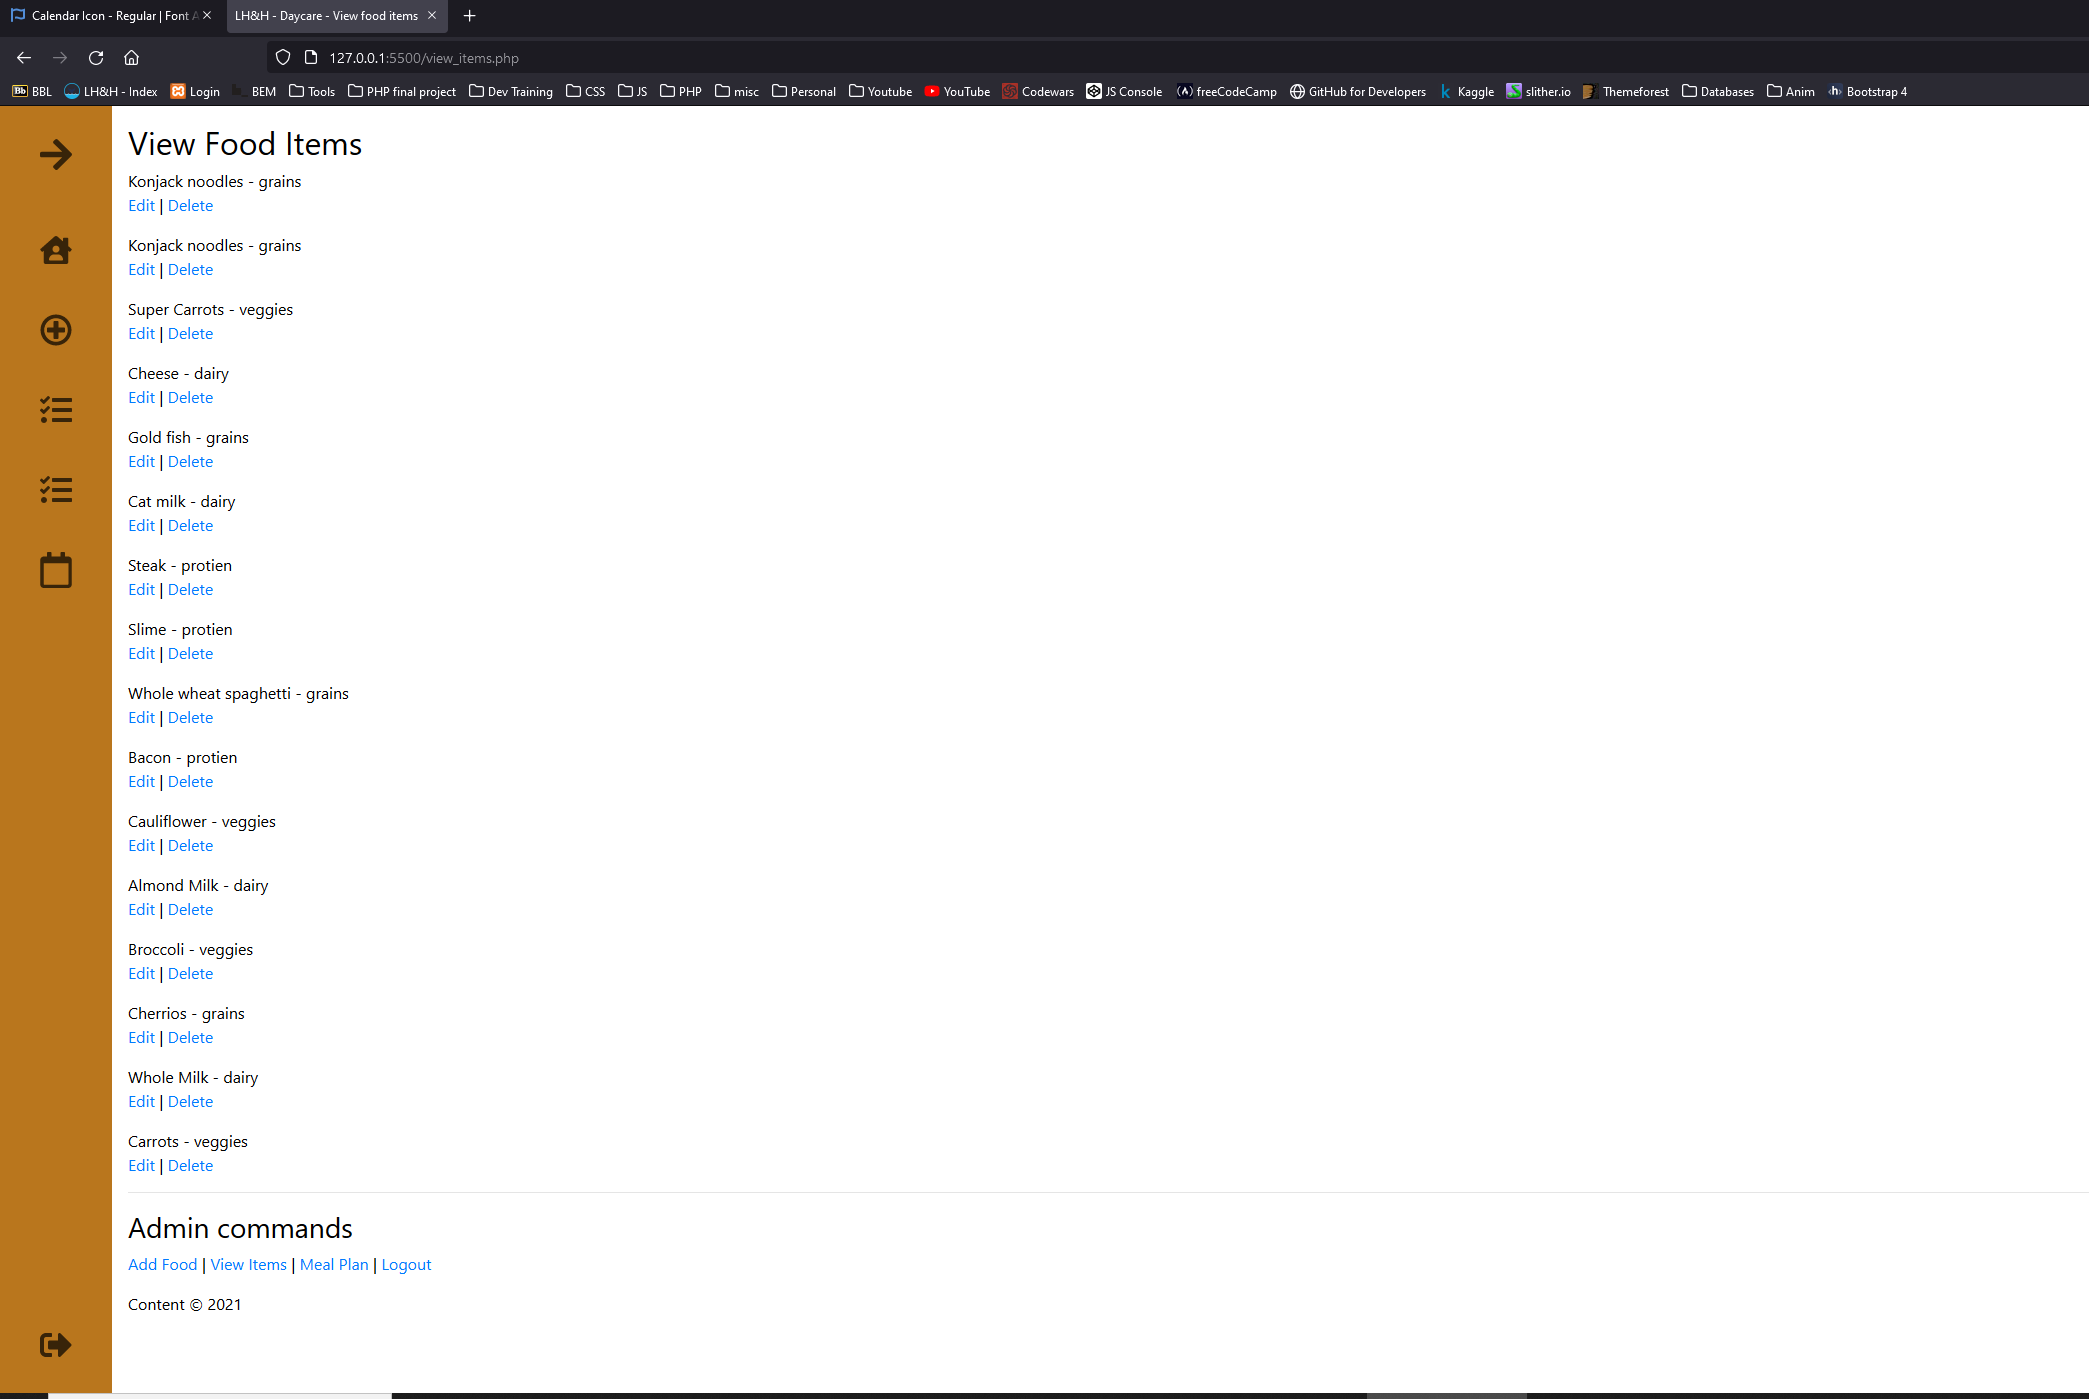 Calendar Icon - Regular | Font A
LH&H - Daycare - View food items
127.0.0.1:5500/view_items.php
BBL LH&H - Index Login BEM Tools PHP final project Dev Training CSS JS PHP misc Personal Youtube YouTube Codewars JS Console freeCodeCamp GitHub for Developers Kaggle slither.io Themeforest Databases Anim Bootstrap 4
View Food Items
Konjack noodles - grains
Edit | Delete
Konjack noodles - grains
Edit | Delete
Super Carrots - veggies
Edit | Delete
Cheese - dairy
Edit | Delete
Gold fish - grains
Edit | Delete
Cat milk - dairy
Edit | Delete
Steak - protien
Edit | Delete
Slime - protien
Edit | Delete
Whole wheat spaghetti - grains
Edit | Delete
Bacon - protien
Edit | Delete
Cauliflower - veggies
Edit | Delete
Almond Milk - dairy
Edit | Delete
Broccoli - veggies
Edit | Delete
Cherrios - grains
Edit | Delete
Whole Milk - dairy
Edit | Delete
Carrots - veggies
Edit | Delete
Admin commands
Add Food | View Items | Meal Plan | Logout
Content © 2021